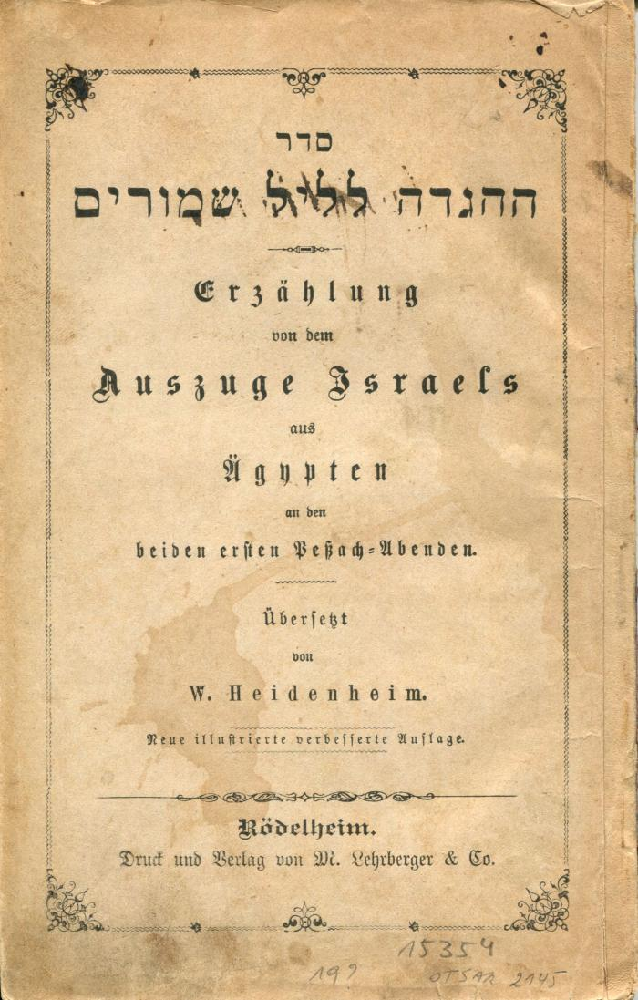 סדר
ההגדה לליל שמורים
Erzählung
von dem
Auszuge Israels
aus
Ägypten
an den
beiden ersten Peßach-Abenden.
Übersetzt
von
W. Heidenheim.
Neue illustrierte verbesserte Auflage.
Rödelheim.
Druck und Verlag von M. Lehrberger & Co.
15354
199
OTSAR 2145